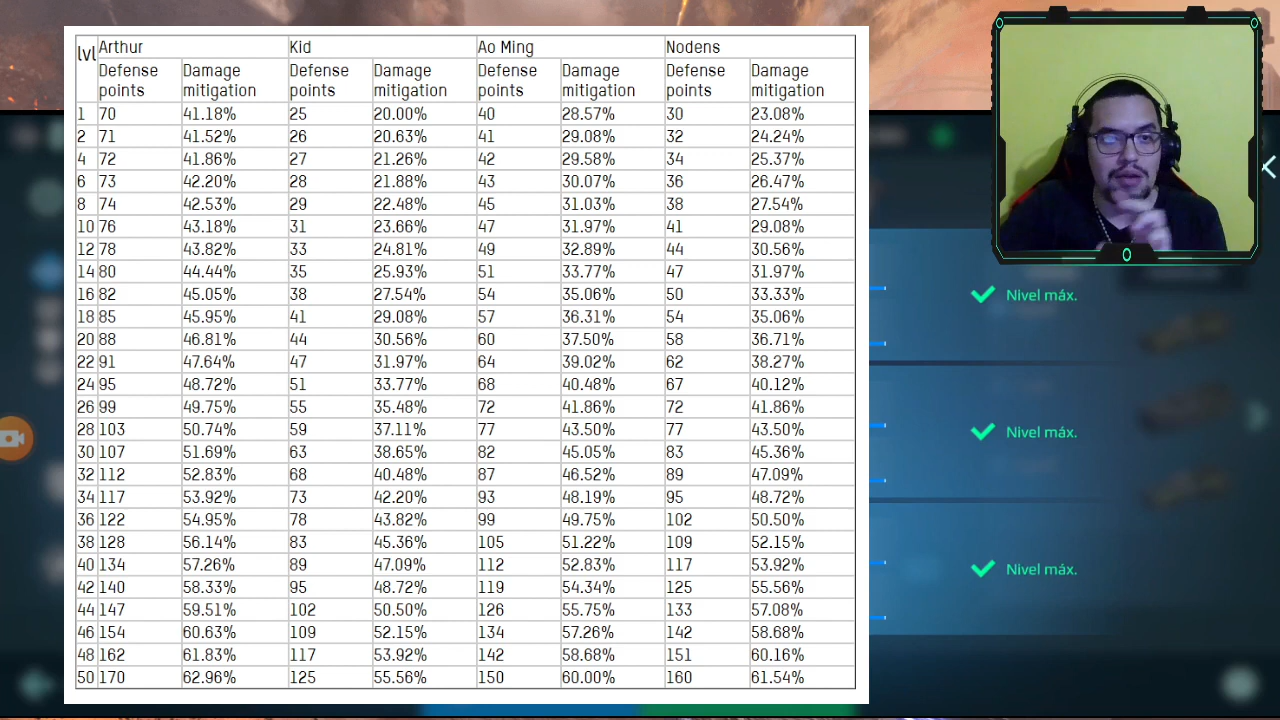 lvl Arthur Kid Ao Ming Nodens
Defense points Damage mitigation Defense points Damage mitigation Defense points Damage mitigation Defense points Damage mitigation
1 70 41.18% 25 20.00% 40 28.57% 30 23.08%
2 71 41.52% 26 20.63% 41 29.08% 32 24.24%
4 72 41.86% 27 21.26% 42 29.58% 34 25.37%
6 73 42.20% 28 21.88% 43 30.07% 36 26.47%
8 74 42.53% 29 22.48% 45 31.03% 38 27.54%
10 76 43.18% 31 23.66% 47 31.97% 41 29.08%
12 78 43.82% 33 24.81% 49 32.89% 44 30.56%
14 80 44.44% 35 25.93% 51 33.77% 47 31.97%
16 82 45.05% 38 27.54% 54 35.06% 50 33.33%
18 85 45.95% 41 29.08% 57 36.31% 54 35.06%
20 88 46.81% 44 30.56% 60 37.50% 58 36.71%
22 91 47.64% 47 31.97% 64 39.02% 62 38.27%
24 95 48.72% 51 33.77% 68 40.48% 67 40.12%
26 99 49.75% 55 35.48% 72 41.86% 72 41.86%
28 103 50.74% 59 37.11% 77 43.50% 77 43.50%
30 107 51.69% 63 38.65% 82 45.05% 83 45.36%
32 112 52.83% 68 40.48% 87 46.52% 89 47.09%
34 117 53.92% 73 42.20% 93 48.19% 95 48.72%
36 122 54.95% 78 43.82% 99 49.75% 102 50.50%
38 128 56.14% 83 45.36% 105 51.22% 109 52.15%
40 134 57.26% 89 47.09% 112 52.83% 117 53.92%
42 140 58.33% 95 48.72% 119 54.34% 125 55.56%
44 147 59.51% 102 50.50% 126 55.75% 133 57.08%
46 154 60.63% 109 52.15% 134 57.26% 142 58.68%
48 162 61.83% 117 53.92% 142 58.68% 151 60.16%
50 170 62.96% 125 55.56% 150 60.00% 160 61.54%
Nivel máx.
Nivel máx.
Nivel máx.